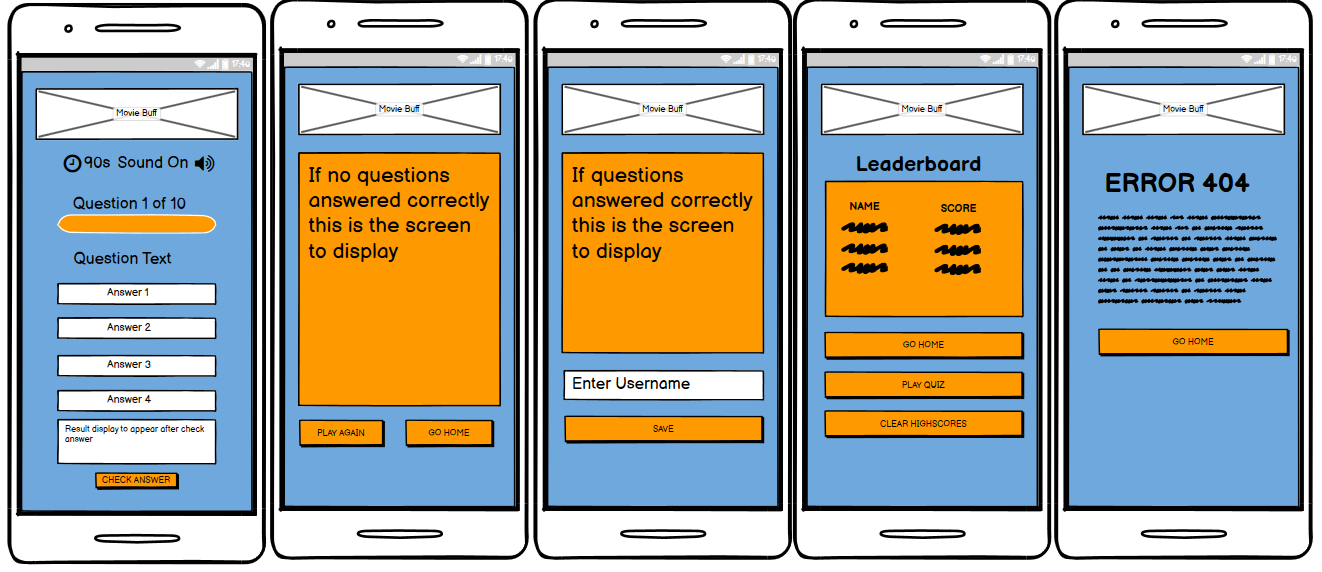 17:40
Movie Buff
90s Sound On
Question 1 of 10
Question Text
Answer 1
Answer 2
Answer 3
Answer 4
Result display to appear after check
answer
CHECK ANSWER
17:40
Movie Buff
If no questions
answered correctly
this is the screen
to display
PLAY AGAIN GO HOME
17:40
Movie Buff
If questions
answered correctly
this is the screen
to display
Enter Username
SAVE
17:40
Movie Buff
Leaderboard
NAME SCORE
GO HOME
PLAY QUIZ
CLEAR HIGHSCORES
17:40
Movie Buff
ERROR 404
GO HOME